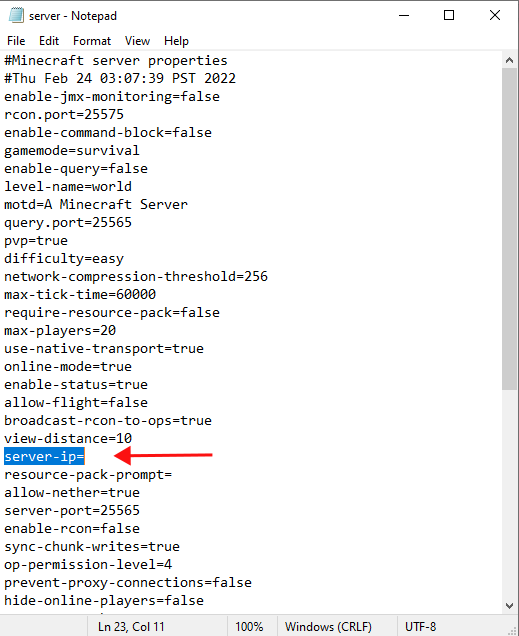 server - Notepad
File Edit Format View Help
#Minecraft server properties
#Thu Feb 24 03:07:39 PST 2022
enable-jmx-monitoring=false
rcon.port=25575
enable-command-block=false
gamemode=survival
enable-query=false
level-name=world
motd=A Minecraft Server
query.port=25565
pvp=true
difficulty=easy
network-compression-threshold=256
max-tick-time=60000
require-resource-pack=false
max-players=20
use-native-transport=true
online-mode=true
enable-status=true
allow-flight=false
broadcast-rcon-to-ops=true
view-distance=10
server-ip=
resource-pack-prompt=
allow-nether=true
server-port=25565
enable-rcon=false
sync-chunk-writes=true
op-permission-level=4
prevent-proxy-connections=false
hide-online-players=false
Ln 23, Col 11 100% Windows (CRLF) UTF-8